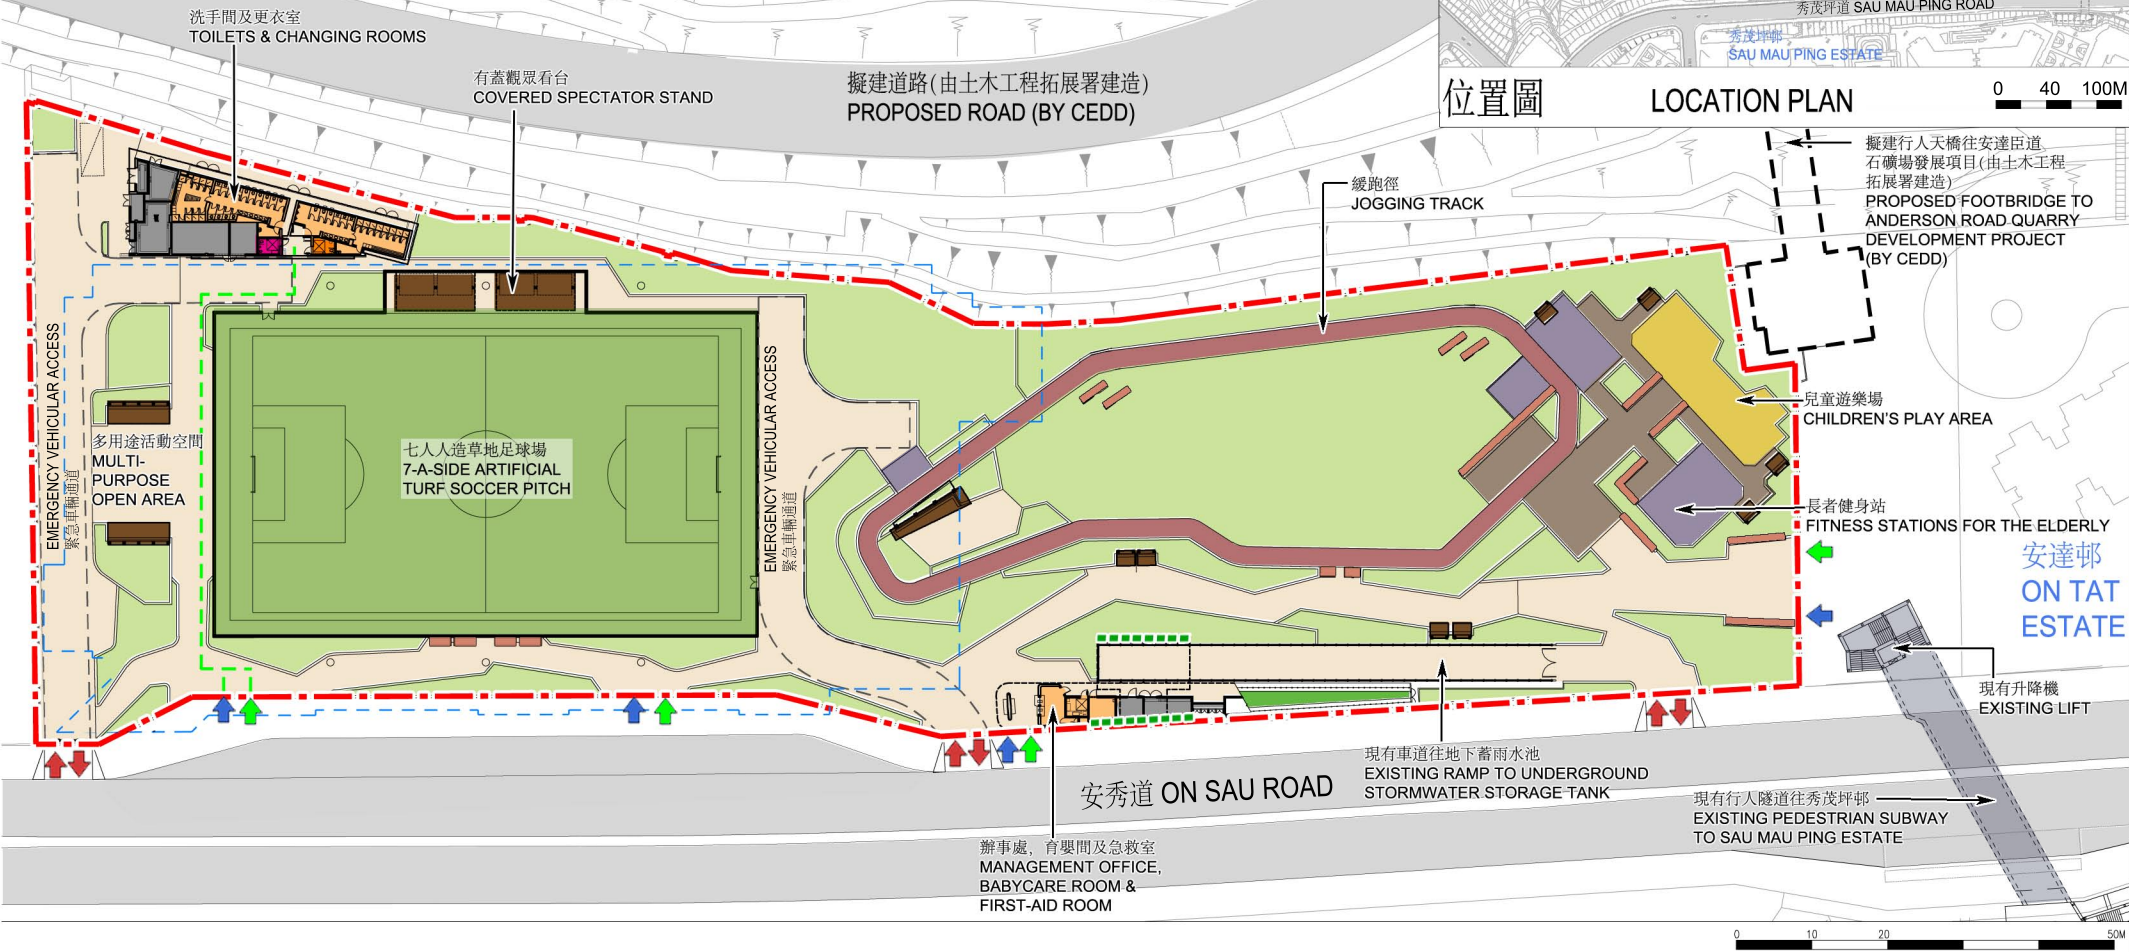 洗手間及更衣室
TOILETS & CHANGING ROOMS
有蓋觀眾看台
COVERED SPECTATOR STAND
擬建道路(由土木工程拓展署建造)
PROPOSED ROAD (BY CEDD)
秀茂坪道 SAU MAU PING ROAD
秀茂坪邨
SAU MAU PING ESTATE
位置圖
LOCATION PLAN
0 40 100M
擬建行人天橋往安達臣道
石礦場發展項目(由土木工程
拓展署建造)
PROPOSED FOOTBRIDGE TO
ANDERSON ROAD QUARRY
DEVELOPMENT PROJECT
(BY CEDD)
緩跑徑
JOGGING TRACK
EMERGENCY VEHICULAR ACCESS
緊急車輛通道
多用途活動空間
MULTI-
PURPOSE
OPEN AREA
七人人造草地足球場
7-A-SIDE ARTIFICIAL
TURF SOCCER PITCH
EMERGENCY VEHICULAR ACCESS
緊急車輛通道
兒童遊樂場
CHILDREN'S PLAY AREA
長者健身站
FITNESS STATIONS FOR THE ELDERLY
安達邨
ON TAT
ESTATE
現有升降機
EXISTING LIFT
現有車道往地下蓄雨水池
EXISTING RAMP TO UNDERGROUND
STORMWATER STORAGE TANK
安秀道 ON SAU ROAD
現有行人隧道往秀茂坪邨
EXISTING PEDESTRIAN SUBWAY
TO SAU MAU PING ESTATE
辦事處，育嬰間及急救室
MANAGEMENT OFFICE,
BABYCARE ROOM &
FIRST-AID ROOM
0 10 20 50M